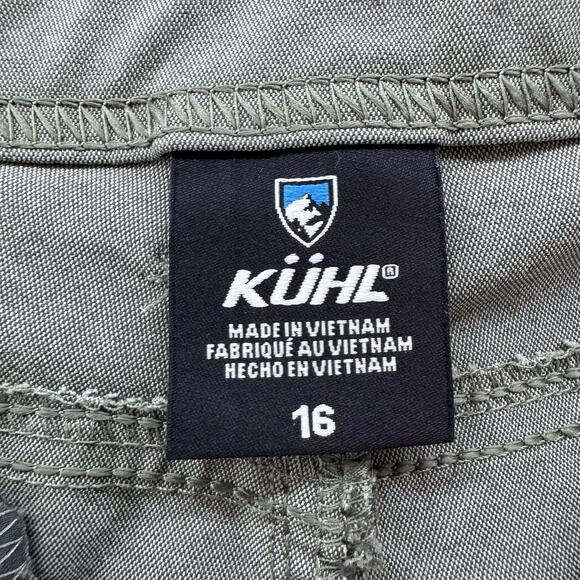 KÜHL®
MADE IN VIETNAM
FABRIQUÉ AU VIETNAM
HECHO EN VIETNAM
16